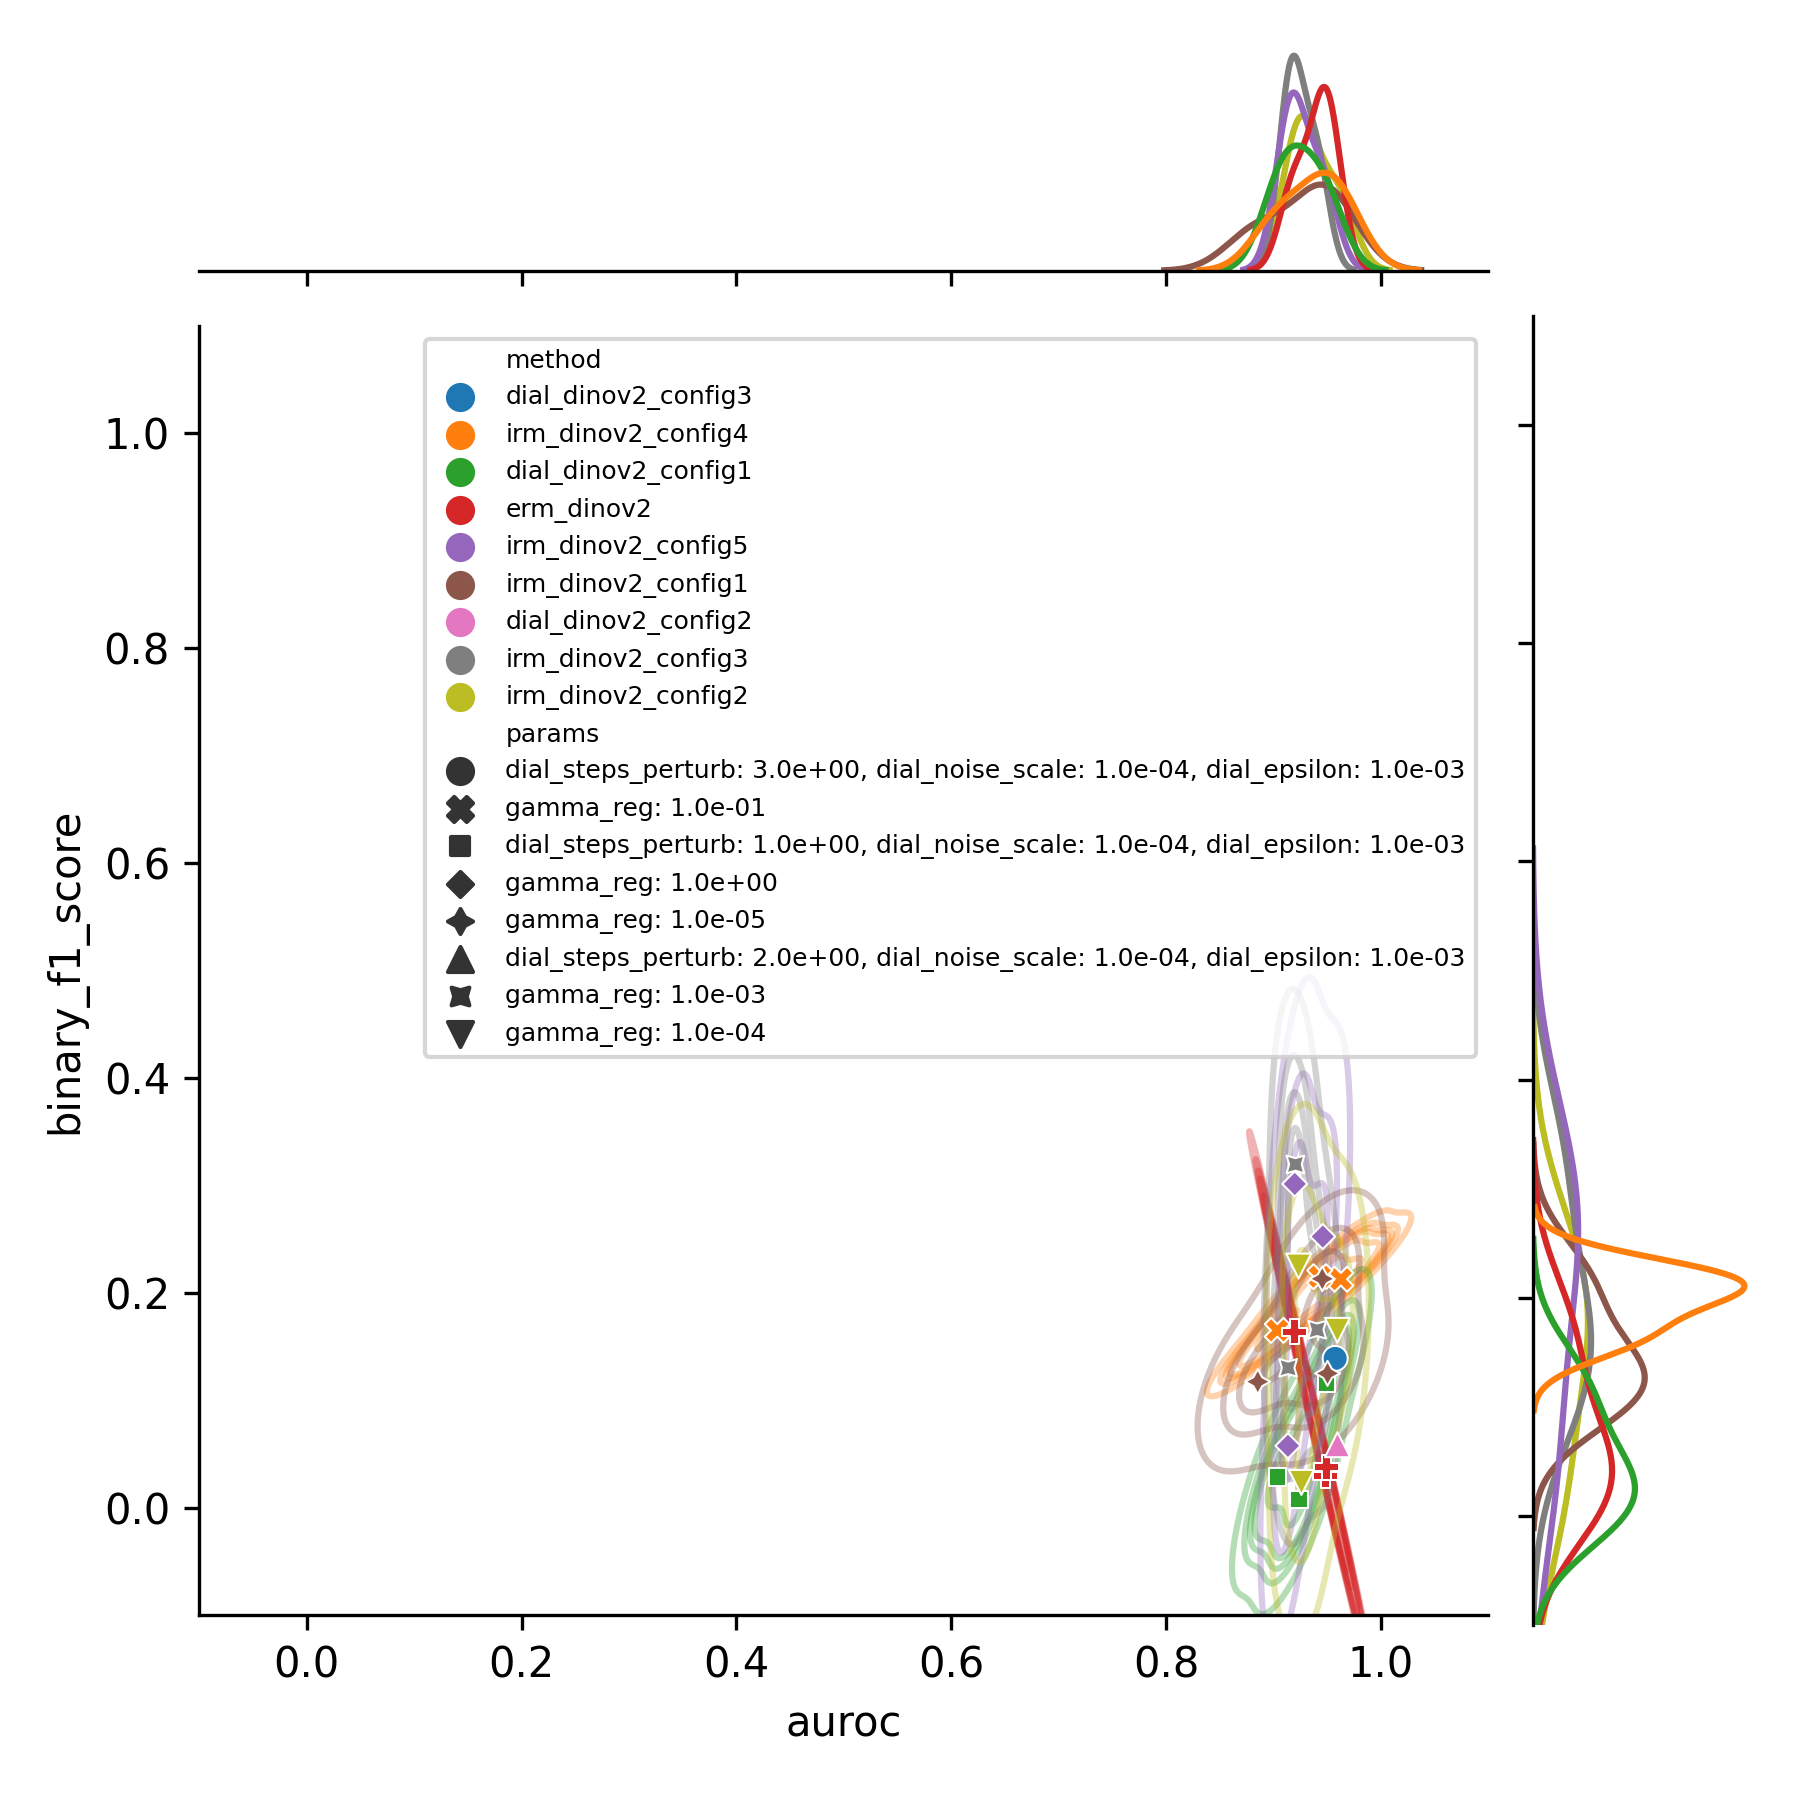 method
dial_dinov2_config3
irm_dinov2_config4
dial_dinov2_config1
erm_dinov2
irm_dinov2_config5
irm_dinov2_config1
dial_dinov2_config2
irm_dinov2_config3
irm_dinov2_config2
params
dial_steps_perturb: 3.0e+00, dial_noise_scale: 1.0e-04, dial_epsilon: 1.0e-03
gamma_reg: 1.0e-01
dial_steps_perturb: 1.0e+00, dial_noise_scale: 1.0e-04, dial_epsilon: 1.0e-03
gamma_reg: 1.0e+00
gamma_reg: 1.0e-05
dial_steps_perturb: 2.0e+00, dial_noise_scale: 1.0e-04, dial_epsilon: 1.0e-03
gamma_reg: 1.0e-03
gamma_reg: 1.0e-04
binary_f1_score
1.0
0.8
0.6
0.4
0.2
0.0
0.0 0.2 0.4 0.6 0.8 1.0
auroc